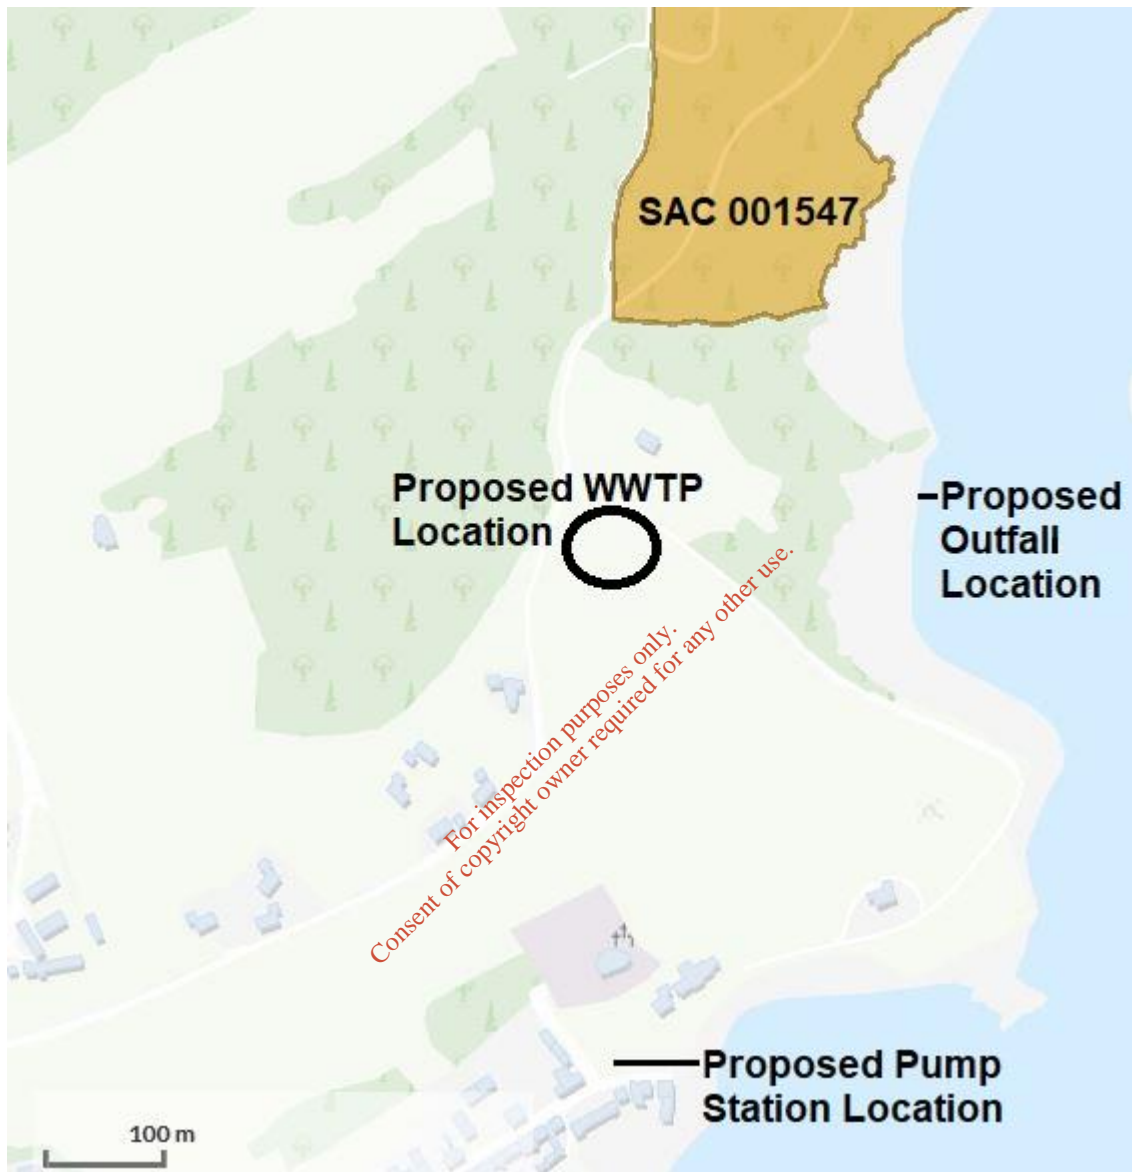 SAC 001547
Proposed WWTP
Location
Proposed
Outfall
Location
For inspection purposes only.
Consent of copyright owner required for any other use.
Proposed Pump
Station Location
100 m